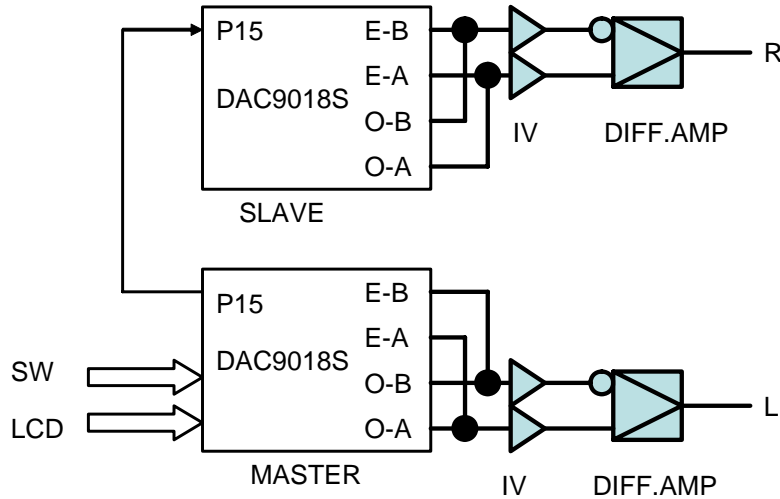 P15
E-B
R
E-A
DAC9018S
O-B
IV
DIFF.AMP
O-A
SLAVE
P15
E-B
E-A
DAC9018S
SW
O-B
L
LCD
O-A
MASTER
IV
DIFF.AMP